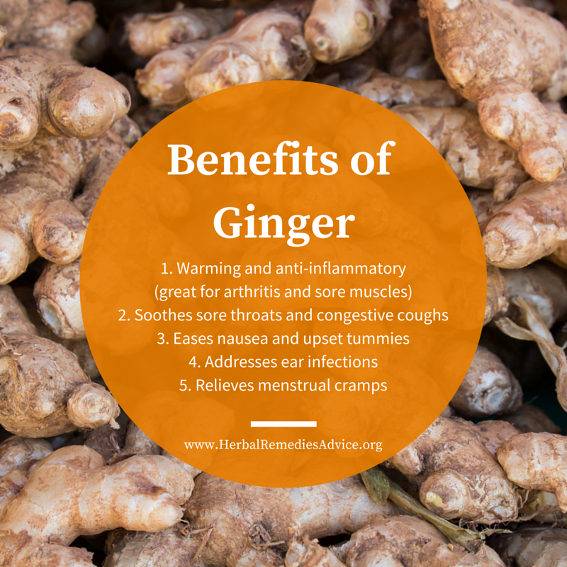 Benefits of
Ginger
1. Warming and anti-inflammatory
(great for arthritis and sore muscles)
2. Soothes sore throats and congestive coughs
3. Eases nausea and upset tummies
4. Addresses ear infections
5. Relieves menstrual cramps
www.HerbalRemediesAdvice.org